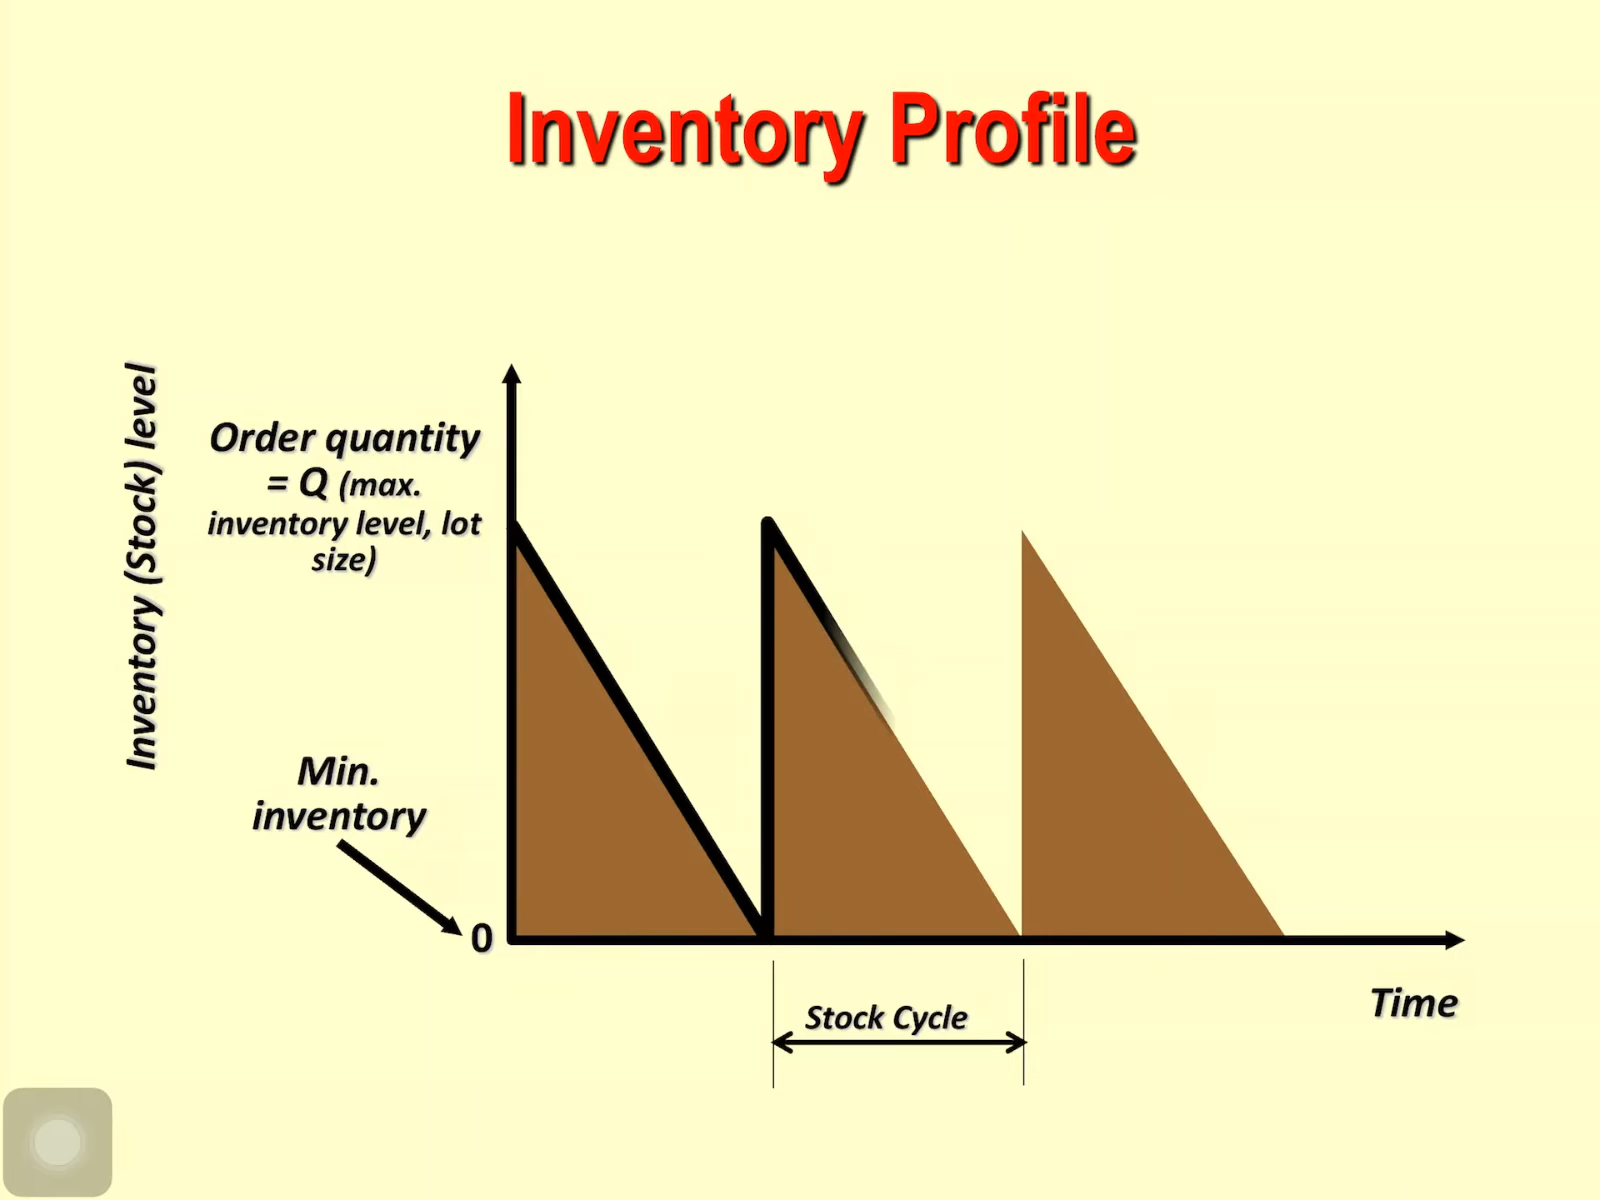 Inventory Profile
Inventory (Stock) level
Order quantity
= Q (max.
inventory level, lot
size)
Min.
inventory
0
Stock Cycle
Time